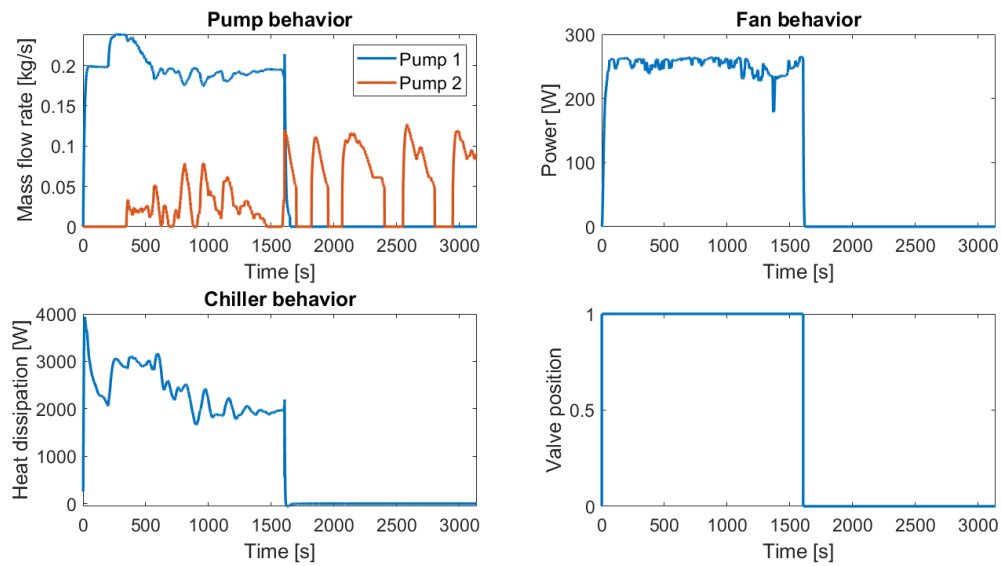 Pump behavior
Mass flow rate [kg/s]
0.2
0.15
0.1
0.05
0
Pump 1
Pump 2
0 500 1000 1500 2000 2500 3000
Time [s]
Fan behavior
Power [W]
300
200
100
0
0 500 1000 1500 2000 2500 3000
Time [s]
Chiller behavior
Heat dissipation [W]
4000
3000
2000
1000
0
0 500 1000 1500 2000 2500 3000
Time [s]
Valve position
1
0.5
0
0 500 1000 1500 2000 2500 3000
Time [s]